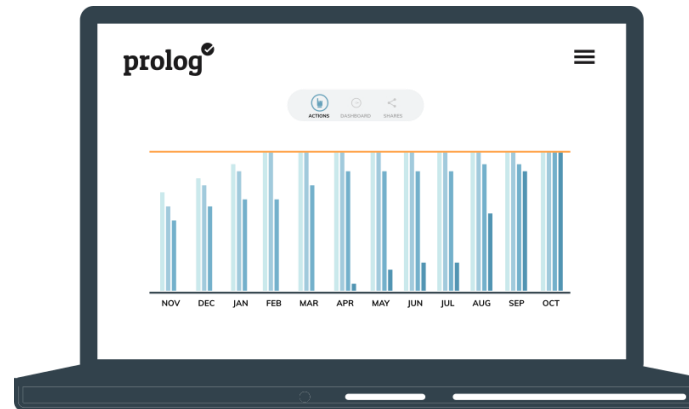 prolog
ACTIONS DASHBOARD SHARES
NOV DEC JAN FEB MAR APR MAY JUN JUL AUG SEP OCT